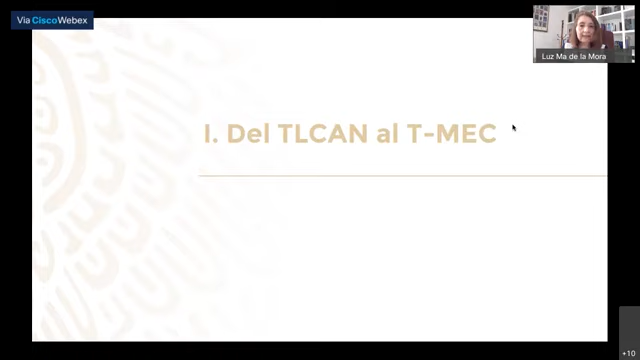 Via CiscoWebex
Luz Ma de la Mora
I. Del TLCAN al T-MEC
+10